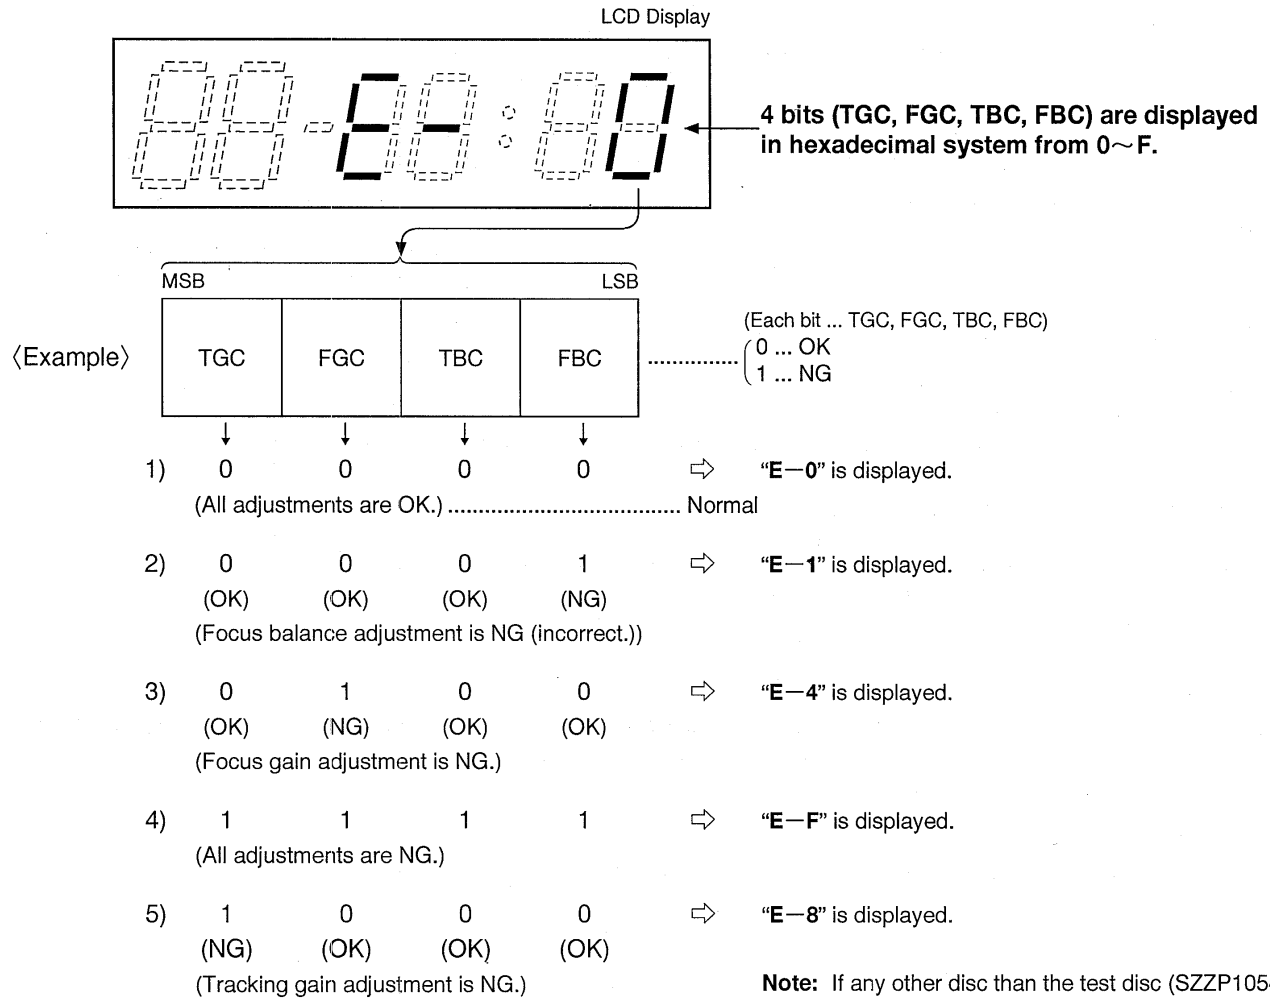 LCD Display
E- 0
4 bits (TGC, FGC, TBC, FBC) are displayed
in hexadecimal system from 0~F.
MSB LSB
(Each bit ... TGC, FGC, TBC, FBC)
0 ... OK
1 ... NG
〈Example〉 TGC FGC TBC FBC
1) 0 0 0 0 ⇨ “E—0” is displayed.
(All adjustments are OK.) ...................................... Normal
2) 0 0 0 1 ⇨ “E—1” is displayed.
(OK) (OK) (OK) (NG)
(Focus balance adjustment is NG (incorrect.))
3) 0 1 0 0 ⇨ “E—4” is displayed.
(OK) (NG) (OK) (OK)
(Focus gain adjustment is NG.)
4) 1 1 1 1 ⇨ “E—F” is displayed.
(All adjustments are NG.)
5) 1 0 0 0 ⇨ “E—8” is displayed.
(NG) (OK) (OK) (OK)
(Tracking gain adjustment is NG.)
Note: If any other disc than the test disc (SZZP105